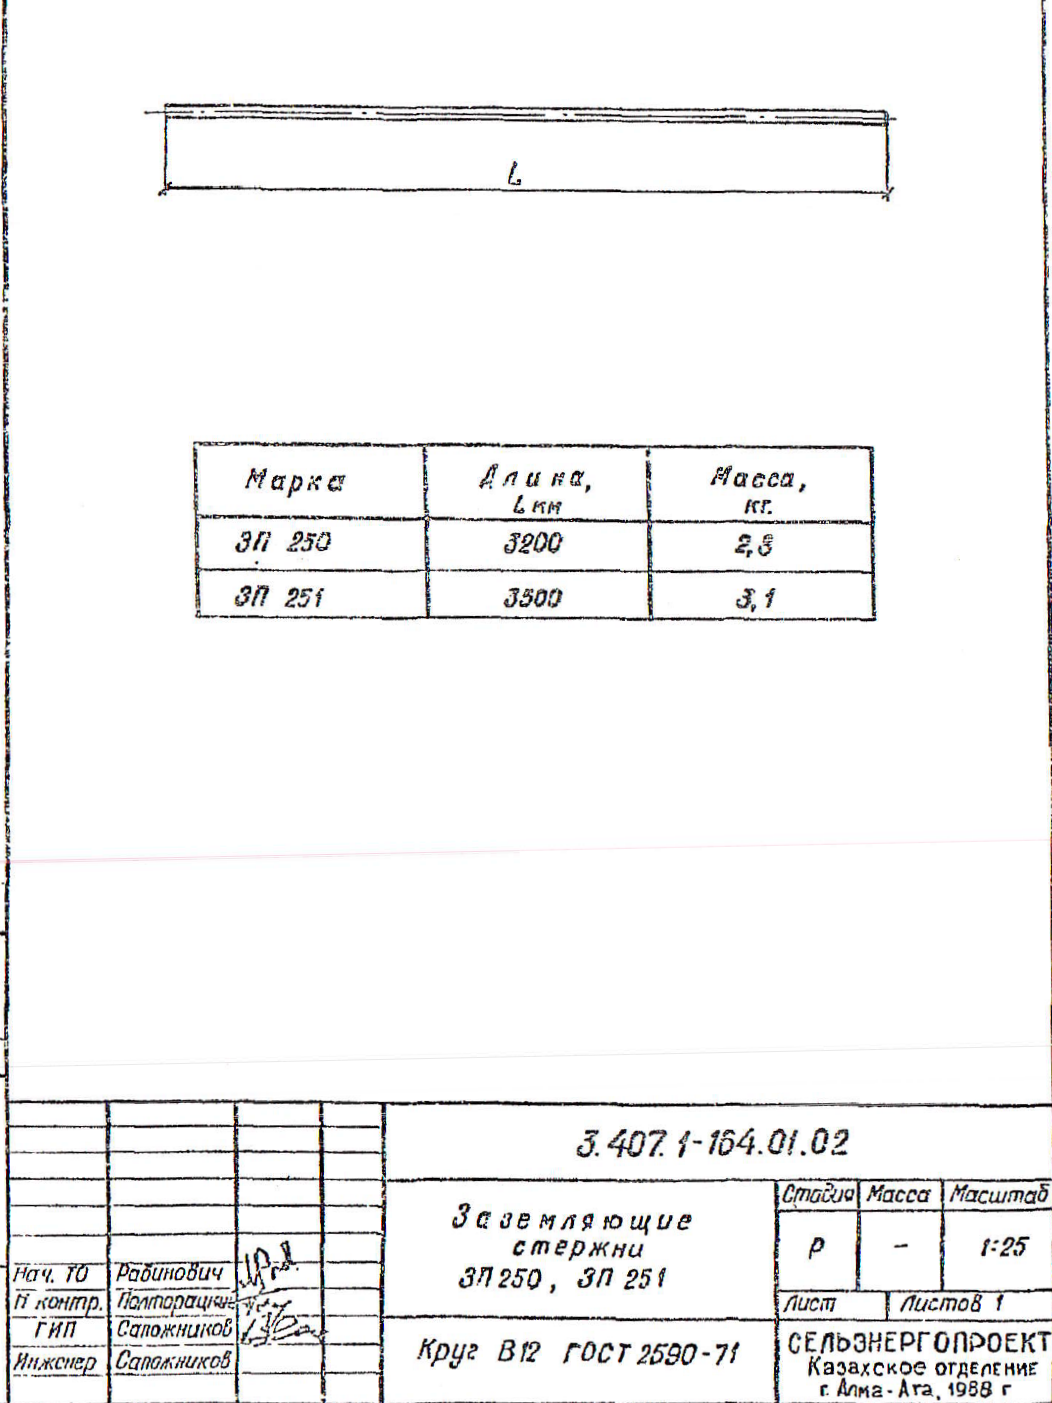 L
Марка
Длина,
L мм
Масса,
кг.
ЗП 250
3200
2,8
ЗП 251
3500
3,1
3.407.1-164.01.02
Заземляющие
стержни
ЗП 250, ЗП 251
Стадия
Масса
Масштаб
Р
–
1:25
Лист
Листов 1
Нач. ТО
Рабинович
Н контр.
ГИП
Сапожников
Инженер
Сапожников
Круг В12 ГОСТ 2590-71
СЕЛЬЭНЕРГОПРОЕКТ
Казахское отделение
г. Алма-Ата, 1988 г